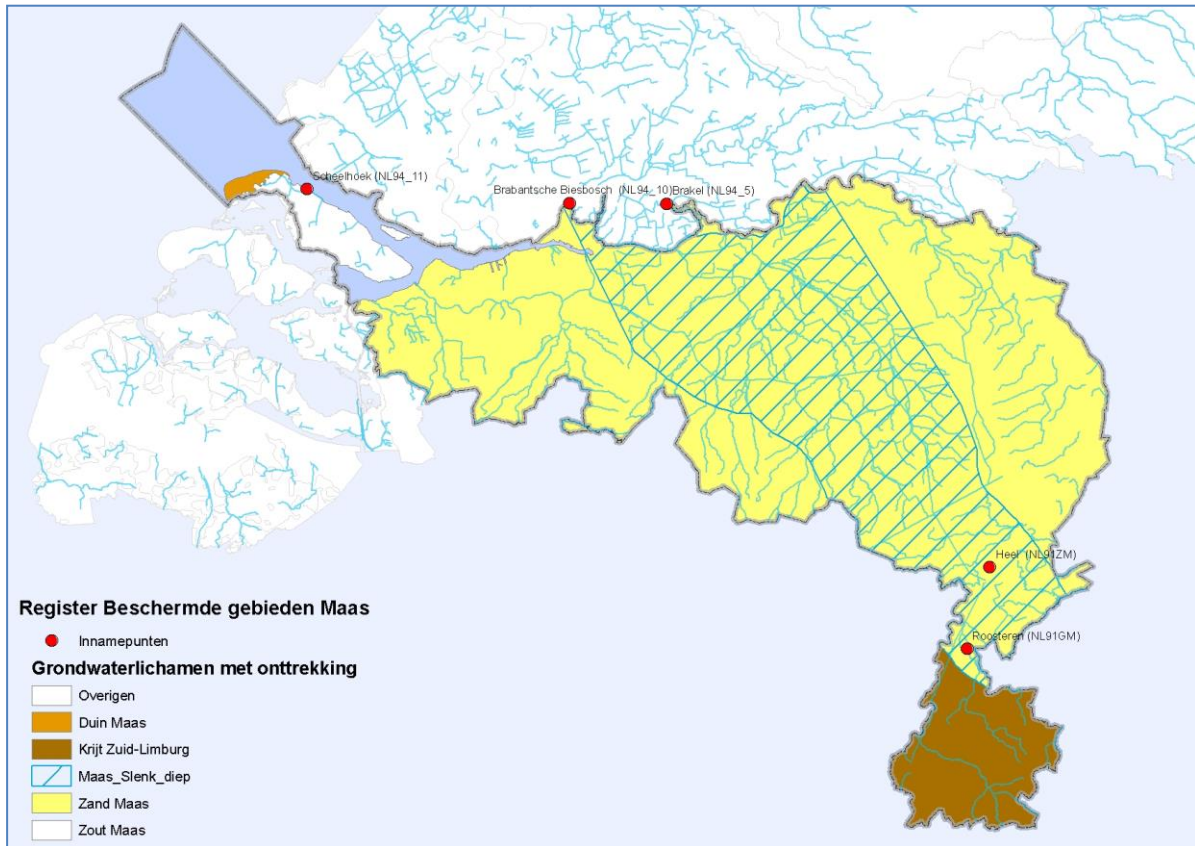 Scheelhoek (NL94_11)
Brabantsche Biesbosch (NL94_10)
Brakel (NL94_5)
Heel (NL91ZM)
Roosteren (NL91GM)
Register Beschermde gebieden Maas
Innamepunten
Grondwaterlichamen met onttrekking
Overigen
Duin Maas
Krijt Zuid-Limburg
Maas_Slenk_diep
Zand Maas
Zout Maas